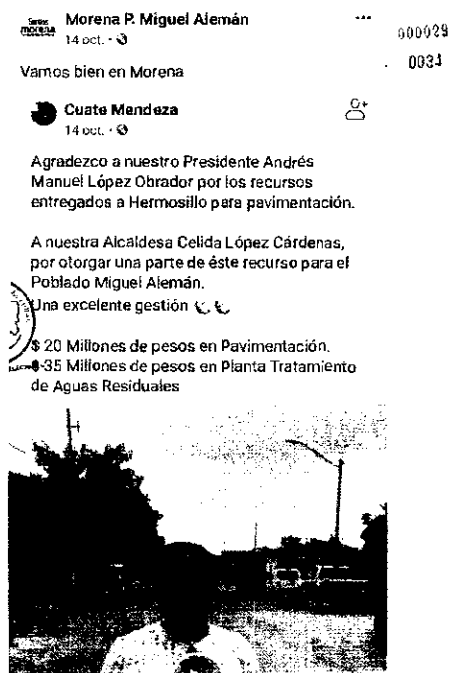 Somos
morena
Morena P. Miguel Alemán
14 oct.
000029
0034
Vamos bien en Morena
Cuate Mendoza
14 oct.
Agradezco a nuestro Presidente Andrés
Manuel López Obrador por los recursos
entregados a Hermosillo para pavimentación.
A nuestra Alcaldesa Celida López Cárdenas,
por otorgar una parte de éste recurso para el
Poblado Miguel Alemán.
Una excelente gestión
$ 20 Millones de pesos en Pavimentación.
$ 35 Millones de pesos en Planta Tratamiento
de Aguas Residuales